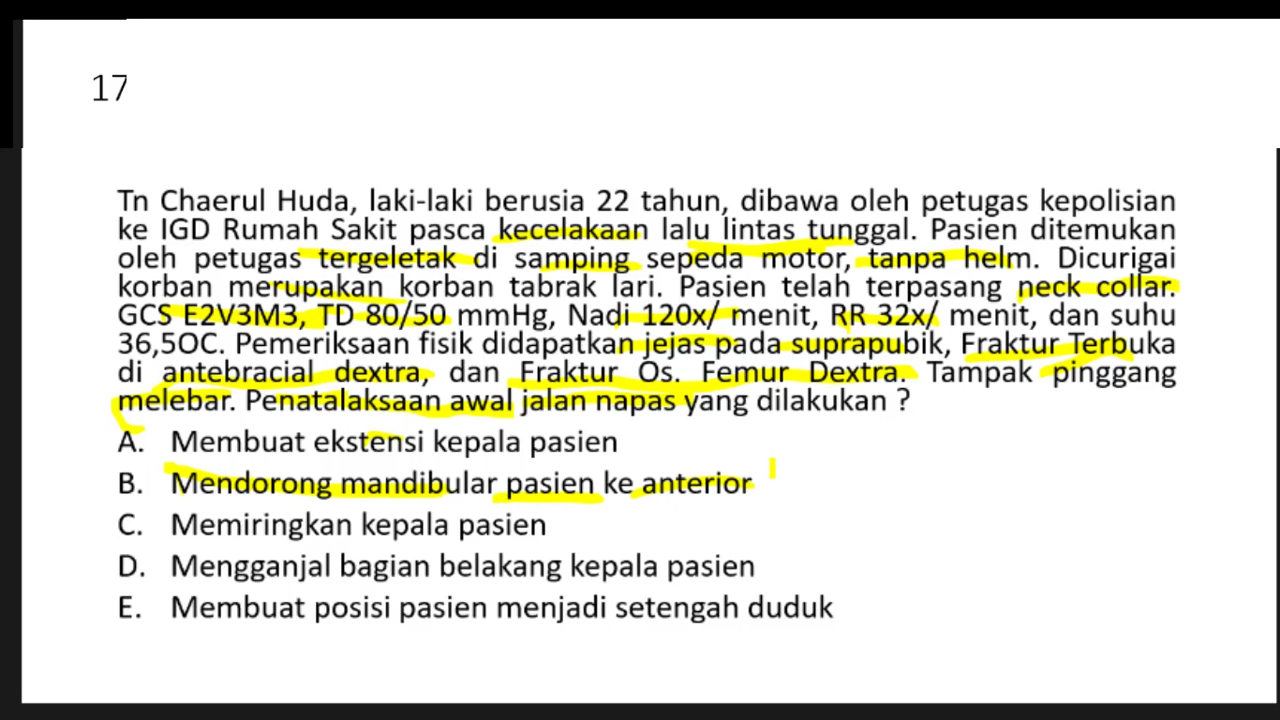 17
Tn Chaerul Huda, laki-laki berusia 22 tahun, dibawa oleh petugas kepolisian
ke IGD Rumah Sakit pasca kecelakaan lalu lintas tunggal. Pasien ditemukan
oleh petugas tergeletak di samping sepeda motor, tanpa helm. Dicurigai
korban merupakan korban tabrak lari. Pasien telah terpasang neck collar.
GCS E2V3M3, TD 80/50 mmHg, Nadi 120x/ menit, RR 32x/ menit, dan suhu
36,5OC. Pemeriksaan fisik didapatkan jejas pada suprapubik, Fraktur Terbuka
di antebracial dextra, dan Fraktur Os. Femur Dextra. Tampak pinggang
melebar. Penatalaksaan awal jalan napas yang dilakukan ?
A. Membuat ekstensi kepala pasien
B. Mendorong mandibular pasien ke anterior
C. Memiringkan kepala pasien
D. Mengganjal bagian belakang kepala pasien
E. Membuat posisi pasien menjadi setengah duduk